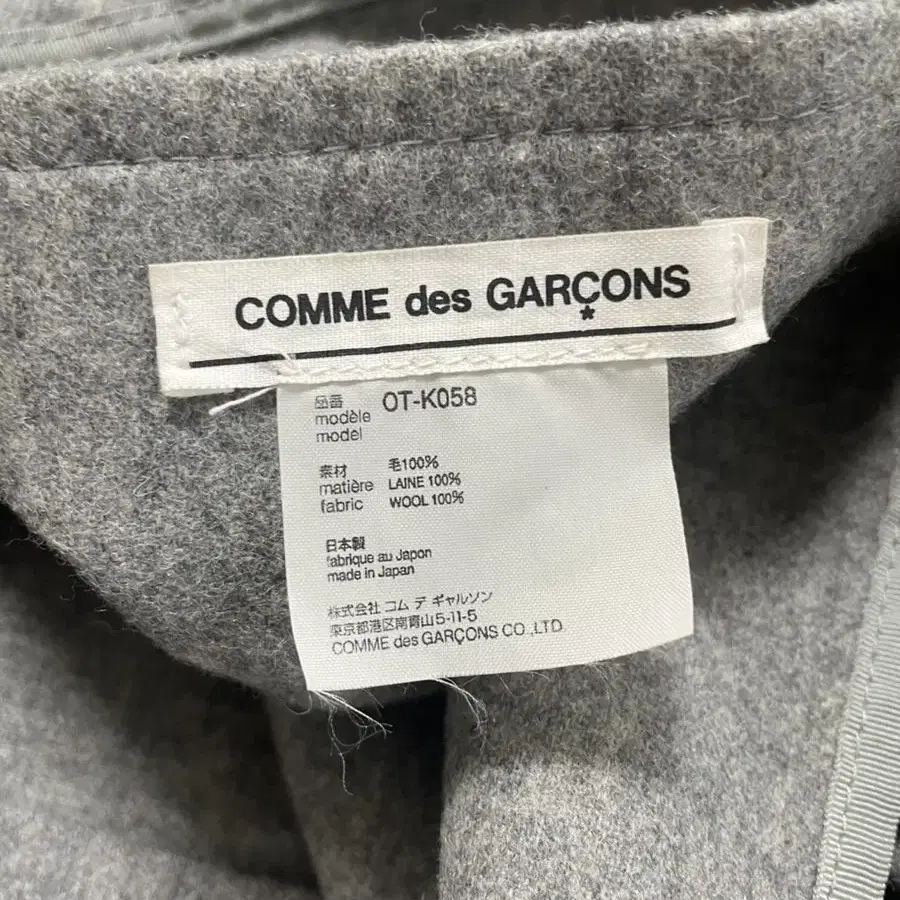 COMME des GARÇONS
*
品番
modèle
model
OT-K058
素材
matière
fabric
毛100%
LAINE 100%
WOOL 100%
日本製
fabriqué au Japon
made in Japan
株式会社 コム デ ギャルソン
東京都港区南青山5-11-5
COMME des GARÇONS CO.,LTD.